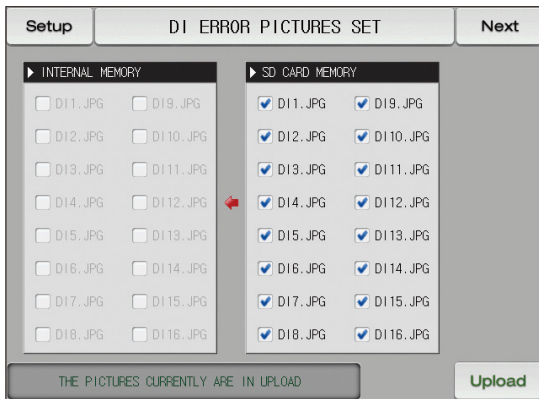 Setup DI ERROR PICTURES SET Next
▶ INTERNAL MEMORY ▶ SD CARD MEMORY
DI1.JPG DI9.JPG DI1.JPG DI9.JPG
DI2.JPG DI10.JPG DI2.JPG DI10.JPG
DI3.JPG DI11.JPG DI3.JPG DI11.JPG
DI4.JPG DI12.JPG DI4.JPG DI12.JPG
DI5.JPG DI13.JPG DI5.JPG DI13.JPG
DI6.JPG DI14.JPG DI6.JPG DI14.JPG
DI7.JPG DI15.JPG DI7.JPG DI15.JPG
DI8.JPG DI16.JPG DI8.JPG DI16.JPG
THE PICTURES CURRENTLY ARE IN UPLOAD Upload